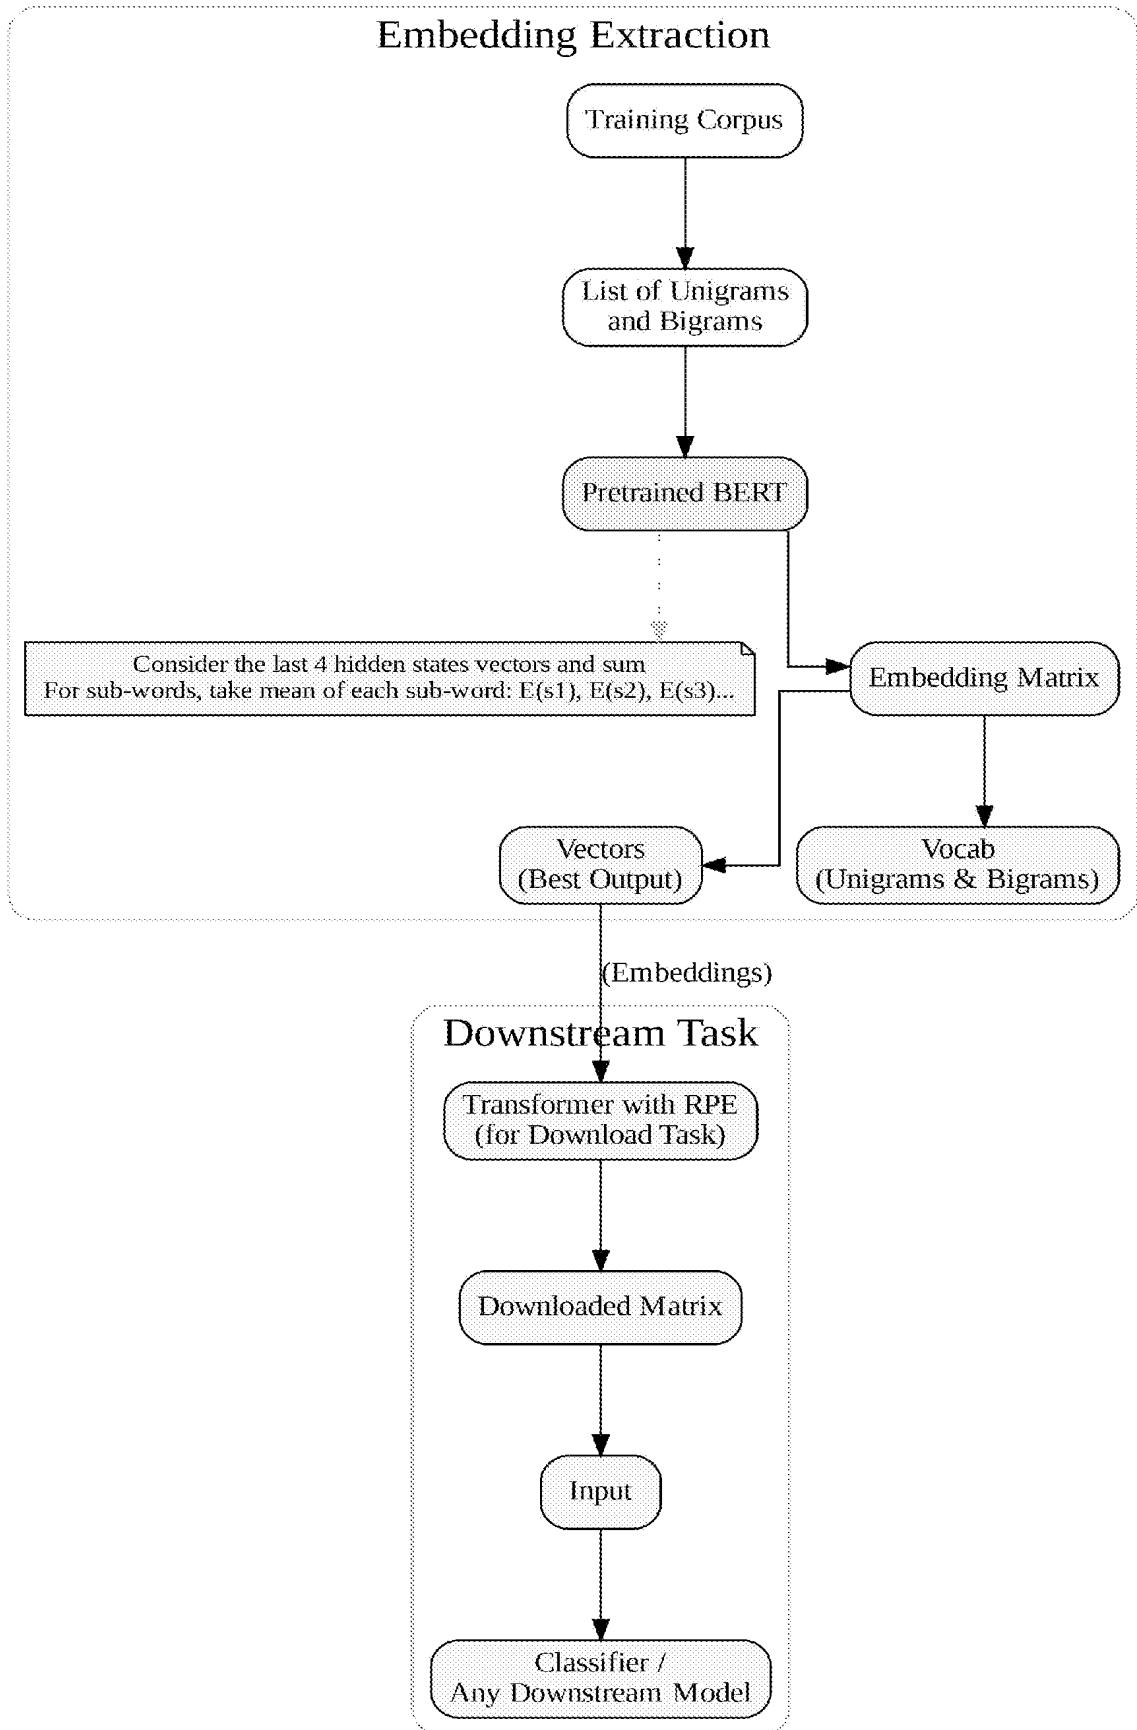 Embedding Extraction
Training Corpus
List of Unigrams
and Bigrams
Pretrained BERT
Consider the last 4 hidden states vectors and sum
For sub-words, take mean of each sub-word: E(s1), E(s2), E(s3)...
Embedding Matrix
Vectors
(Best Output)
Vocab
(Unigrams & Bigrams)
(Embeddings)
Downstream Task
Transformer with RPE
(for Download Task)
Downloaded Matrix
Input
Classifier /
Any Downstream Model